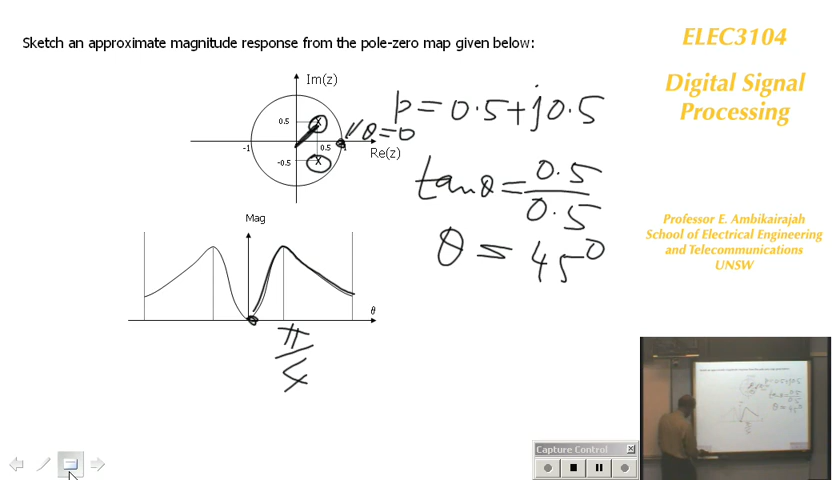 Sketch an approximate magnitude response from the pole-zero map given below:
ELEC3104
Digital Signal
Processing
Professor E. Ambikairajah
School of Electrical Engineering
and Telecommunications
UNSW
Im(z)
0.5
-1
0.5
1
Re(z)
-0.5
θ=0
p=0.5+j0.5
tanθ=0.5/0.5
θ=45°
Mag
θ
π/4
Capture Control